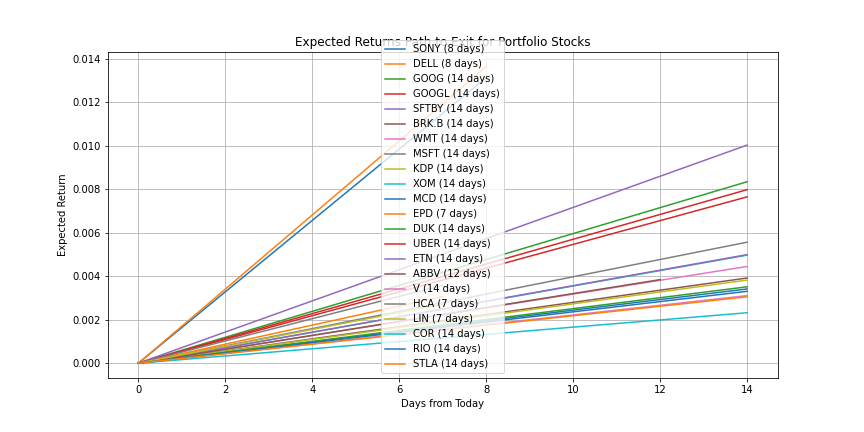 Expected Returns Path to Exit for Portfolio Stocks
SONY (8 days)
DELL (8 days)
GOOG (14 days)
GOOGL (14 days)
SFTBY (14 days)
BRK.B (14 days)
WMT (14 days)
MSFT (14 days)
KDP (14 days)
XOM (14 days)
MCD (14 days)
EPD (7 days)
DUK (14 days)
UBER (14 days)
ETN (14 days)
ABBV (12 days)
V (14 days)
HCA (7 days)
LIN (7 days)
COR (14 days)
RIO (14 days)
STLA (14 days)
Expected Return
0.014
0.012
0.010
0.008
0.006
0.004
0.002
0.000
0
2
4
6
8
10
12
14
Days from Today